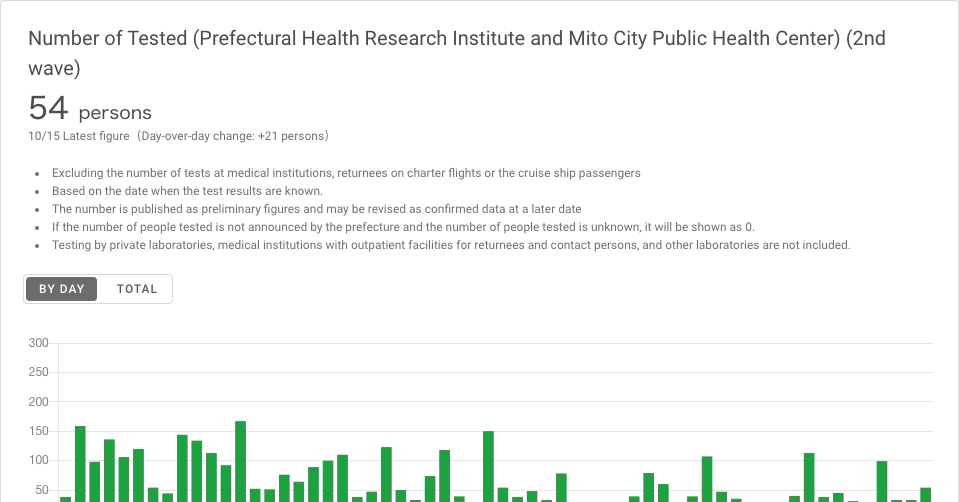 Number of Tested (Prefectural Health Research Institute and Mito City Public Health Center) (2nd
wave)
54 persons
10/15 Latest figure（Day-over-day change: +21 persons）
• Excluding the number of tests at medical institutions, returnees on charter flights or the cruise ship passengers
• Based on the date when the test results are known.
• The number is published as preliminary figures and may be revised as confirmed data at a later date
• If the number of people tested is not announced by the prefecture and the number of people tested is unknown, it will be shown as 0.
• Testing by private laboratories, medical institutions with outpatient facilities for returnees and contact persons, and other laboratories are not included.
BY DAY TOTAL
300
250
200
150
100
50